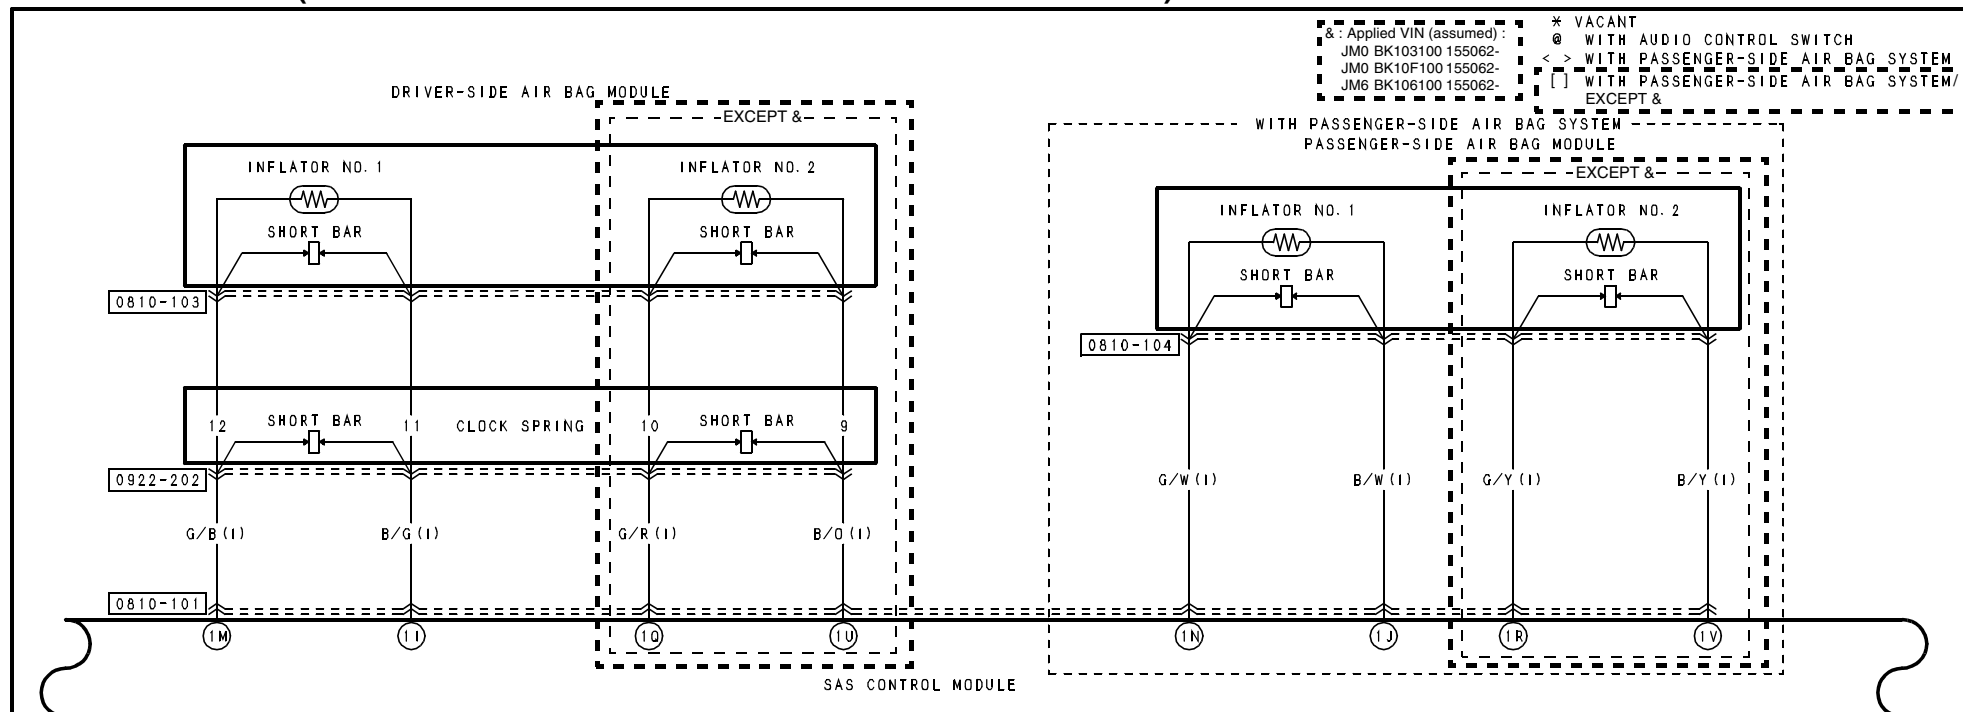 & : Applied VIN (assumed) :
JM0 BK103100 155062-
JM0 BK10F100 155062-
JM6 BK106100 155062-
* VACANT
@ WITH AUDIO CONTROL SWITCH
< > WITH PASSENGER-SIDE AIR BAG SYSTEM
[ ] WITH PASSENGER-SIDE AIR BAG SYSTEM/
EXCEPT &
DRIVER-SIDE AIR BAG MODULE
EXCEPT &
WITH PASSENGER-SIDE AIR BAG SYSTEM
PASSENGER-SIDE AIR BAG MODULE
EXCEPT &
INFLATOR NO. 1
INFLATOR NO. 2
SHORT BAR
SHORT BAR
INFLATOR NO. 1
INFLATOR NO. 2
SHORT BAR
SHORT BAR
0810-103
0810-104
12
SHORT BAR
11
CLOCK SPRING
10
SHORT BAR
9
0922-202
G/W(I)
B/W(I)
G/Y(I)
B/Y(I)
G/B(I)
B/G(I)
G/R(I)
B/O(I)
0810-101
1M
1I
1Q
1U
1N
1J
1R
1V
SAS CONTROL MODULE